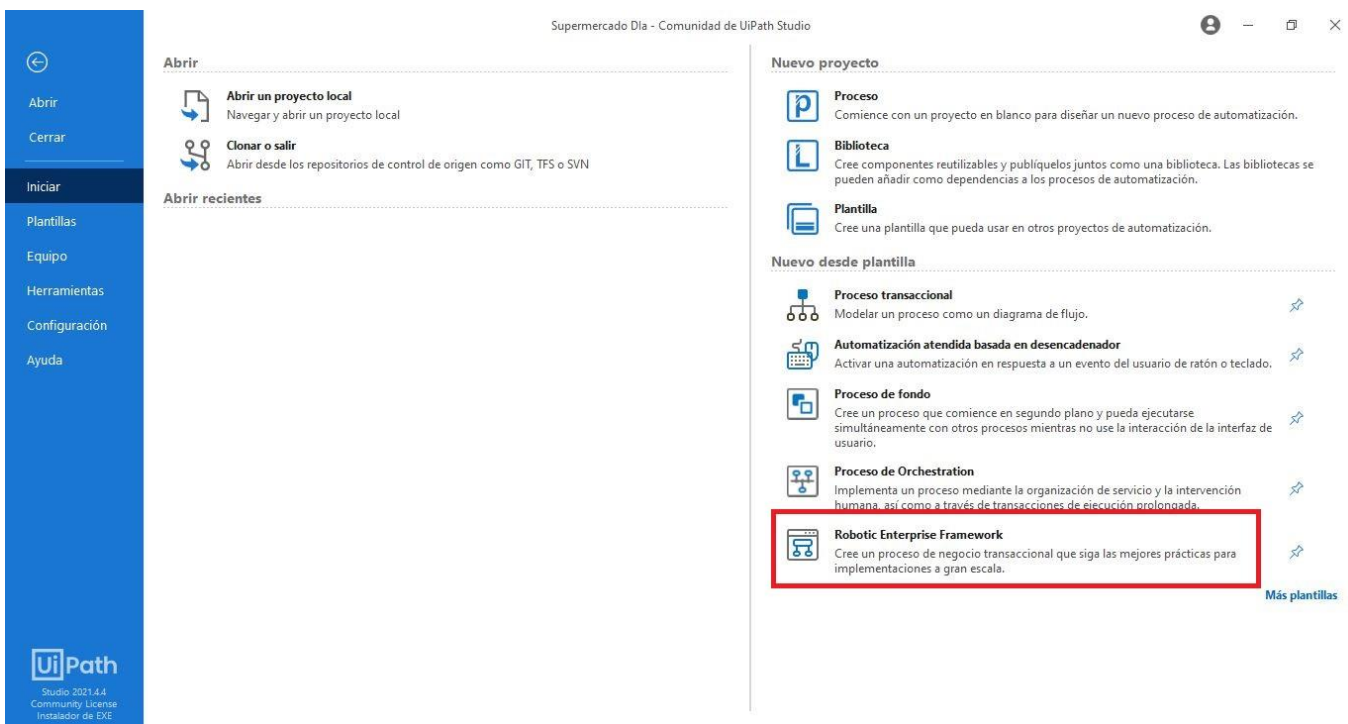 Supermercado DIa - Comunidad de UiPath Studio
Abrir
Cerrar
Iniciar
Plantillas
Equipo
Herramientas
Configuración
Ayuda
UiPath
Studio 2021.4.4
Community License
Instalador de EXE
Abrir
Abrir un proyecto local
Navegar y abrir un proyecto local
Clonar o salir
Abrir desde los repositorios de control de origen como GIT, TFS o SVN
Abrir recientes
Nuevo proyecto
Proceso
Comience con un proyecto en blanco para diseñar un nuevo proceso de automatización.
Biblioteca
Cree componentes reutilizables y publíquelos juntos como una biblioteca. Las bibliotecas se
pueden añadir como dependencias a los procesos de automatización.
Plantilla
Cree una plantilla que pueda usar en otros proyectos de automatización.
Nuevo desde plantilla
Proceso transaccional
Modelar un proceso como un diagrama de flujo.
Automatización atendida basada en desencadenador
Activar una automatización en respuesta a un evento del usuario de ratón o teclado.
Proceso de fondo
Cree un proceso que comience en segundo plano y pueda ejecutarse
simultáneamente con otros procesos mientras no use la interacción de la interfaz de
usuario.
Proceso de Orchestration
Implementa un proceso mediante la organización de servicio y la intervención
humana, así como a través de transacciones de ejecución prolongada.
Robotic Enterprise Framework
Cree un proceso de negocio transaccional que siga las mejores prácticas para
implementaciones a gran escala.
Más plantillas